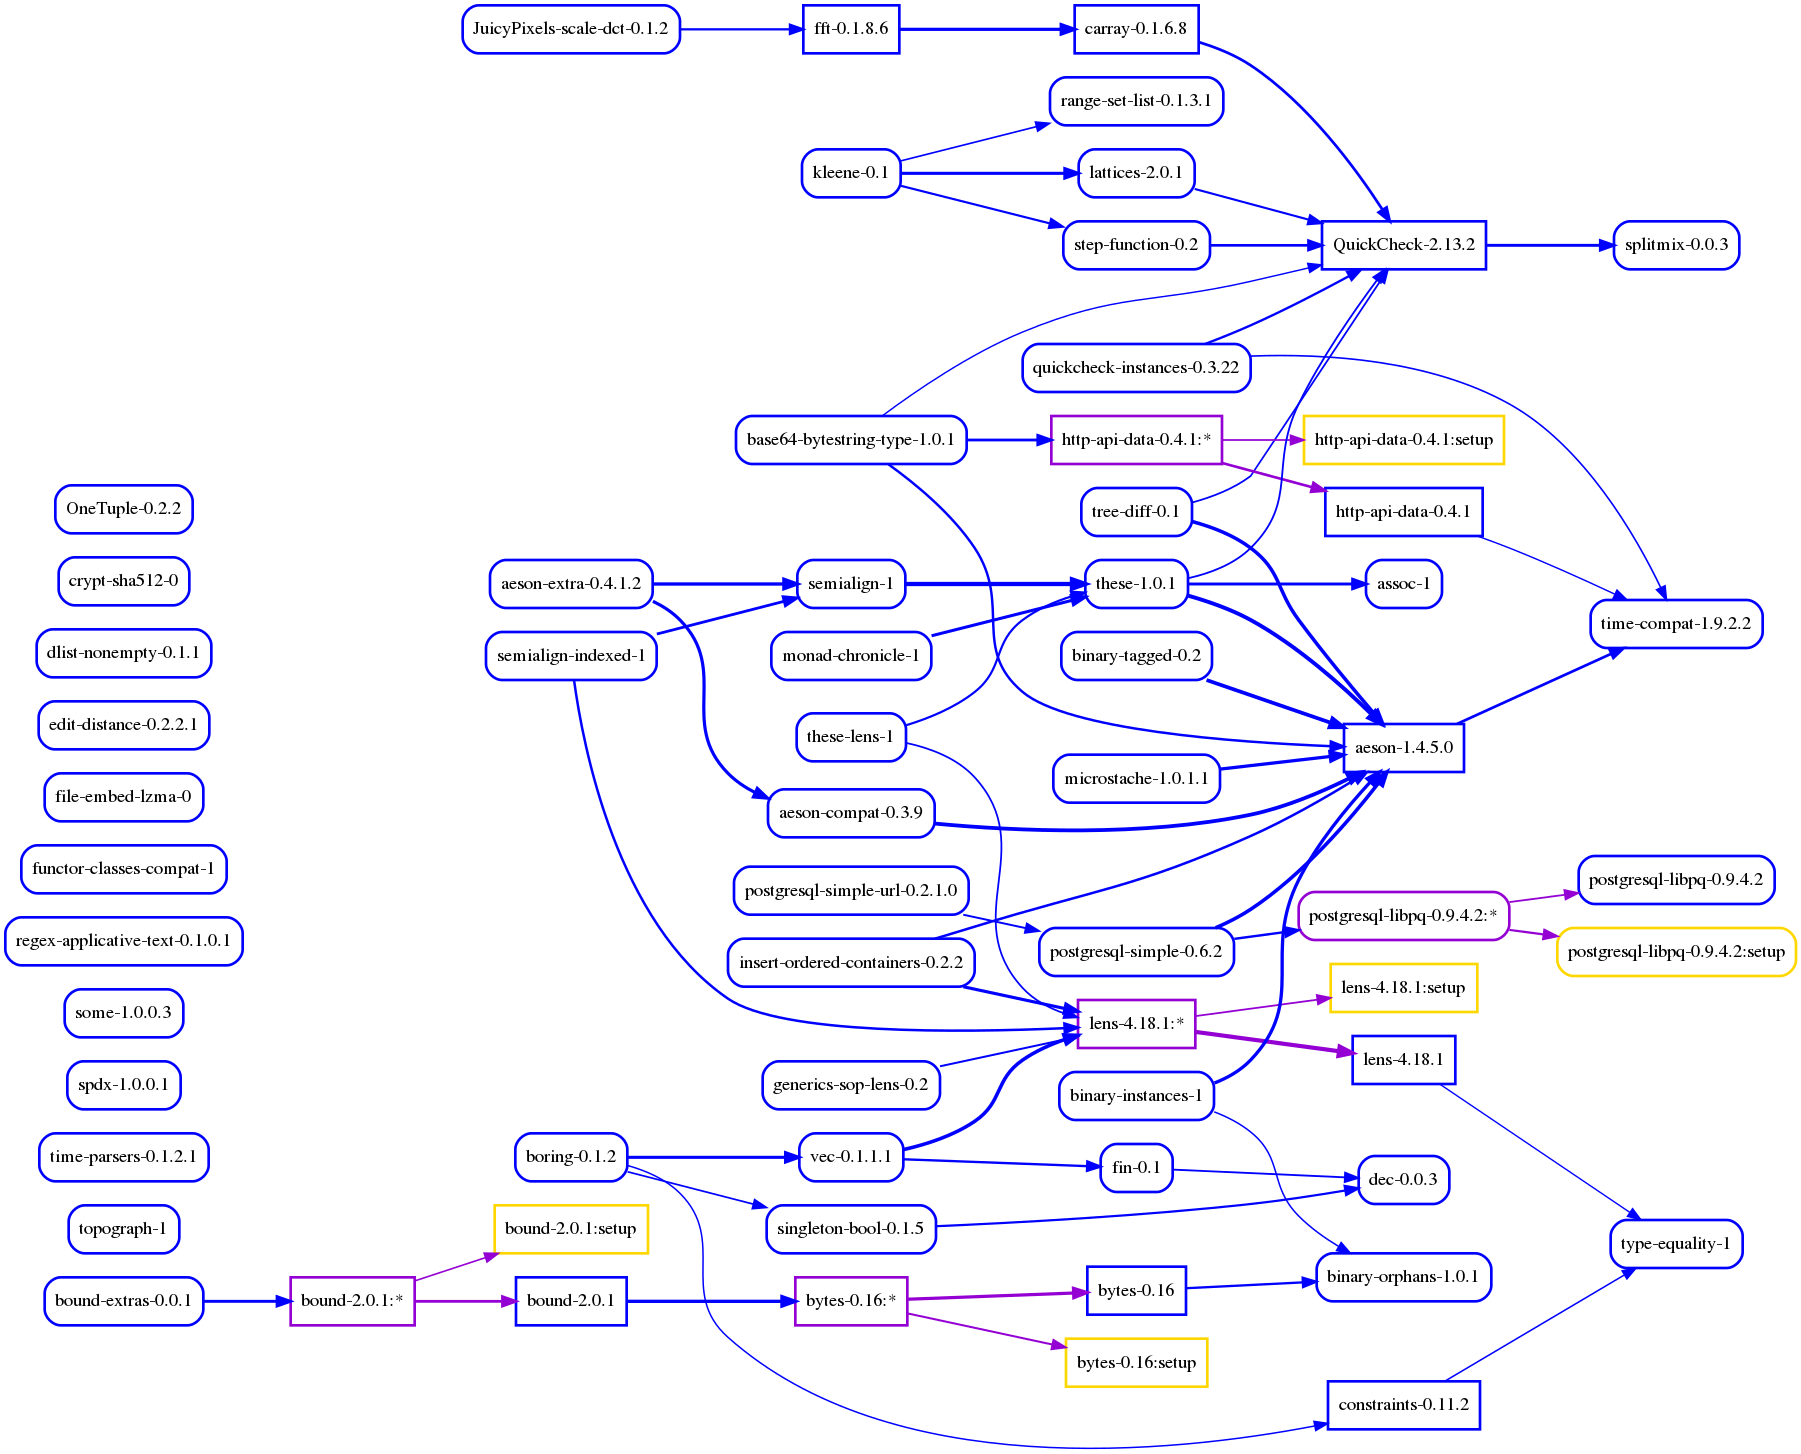 JuicyPixels-scale-dct-0.1.2
fft-0.1.8.6
carray-0.1.6.8
range-set-list-0.1.3.1
kleene-0.1
lattices-2.0.1
step-function-0.2
QuickCheck-2.13.2
splitmix-0.0.3
quickcheck-instances-0.3.22
base64-bytestring-type-1.0.1
http-api-data-0.4.1:*
http-api-data-0.4.1:setup
OneTuple-0.2.2
tree-diff-0.1
http-api-data-0.4.1
crypt-sha512-0
aeson-extra-0.4.1.2
semialign-1
these-1.0.1
assoc-1
time-compat-1.9.2.2
dlist-nonempty-0.1.1
semialign-indexed-1
monad-chronicle-1
binary-tagged-0.2
edit-distance-0.2.2.1
these-lens-1
aeson-1.4.5.0
microstache-1.0.1.1
file-embed-lzma-0
aeson-compat-0.3.9
functor-classes-compat-1
postgresql-simple-url-0.2.1.0
postgresql-libpq-0.9.4.2
postgresql-libpq-0.9.4.2:*
regex-applicative-text-0.1.0.1
insert-ordered-containers-0.2.2
postgresql-simple-0.6.2
postgresql-libpq-0.9.4.2:setup
some-1.0.0.3
lens-4.18.1:*
lens-4.18.1:setup
spdx-1.0.0.1
generics-sop-lens-0.2
binary-instances-1
lens-4.18.1
time-parsers-0.1.2.1
boring-0.1.2
vec-0.1.1.1
fin-0.1
dec-0.0.3
topograph-1
bound-2.0.1:setup
singleton-bool-0.1.5
type-equality-1
bound-extras-0.0.1
bound-2.0.1:*
bound-2.0.1
bytes-0.16:*
bytes-0.16
binary-orphans-1.0.1
bytes-0.16:setup
constraints-0.11.2